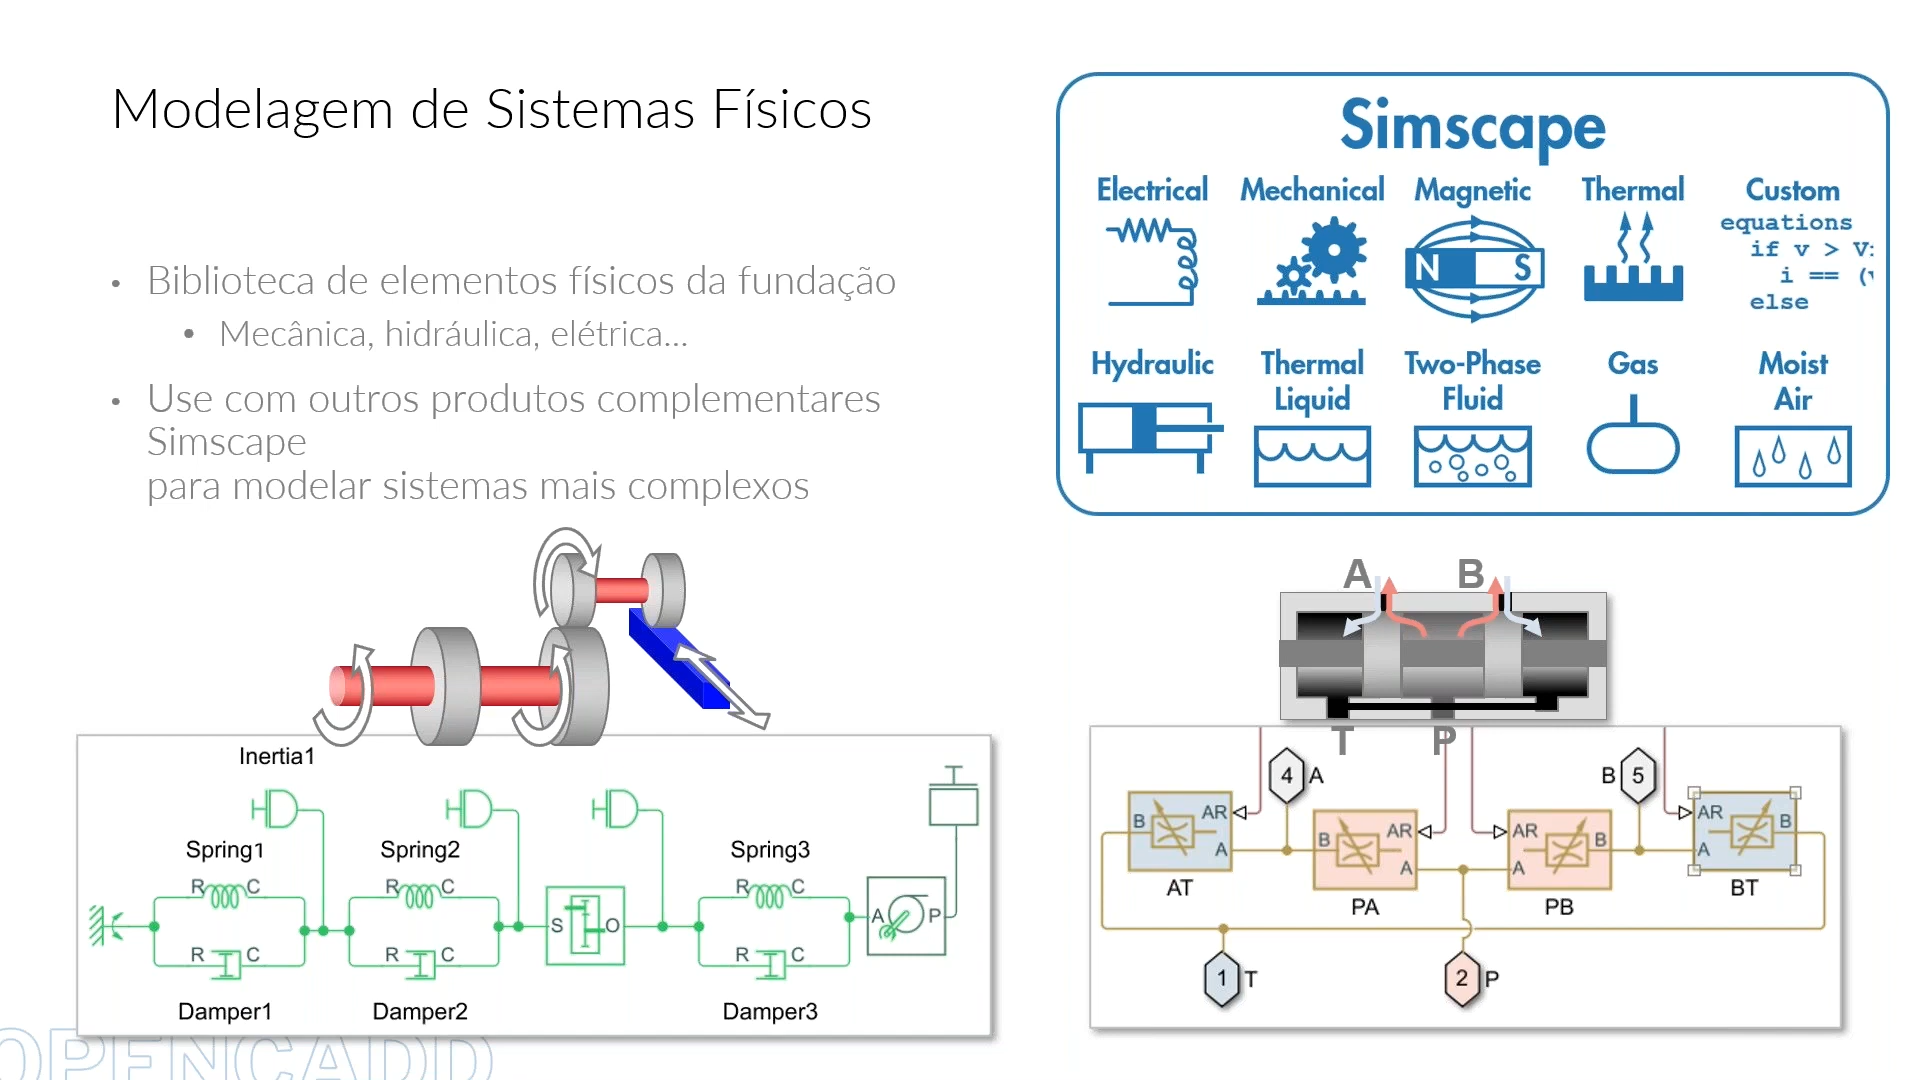 Modelagem de Sistemas Físicos
• Biblioteca de elementos físicos da fundação
• Mecânica, hidráulica, elétrica...
• Use com outros produtos complementares
Simscape
para modelar sistemas mais complexos
Simscape
Electrical Mechanical Magnetic Thermal Custom
N S
equations
if v >
i ==
else
Hydraulic Thermal Liquid Two-Phase Fluid Gas Moist Air
A B
T P
Inertia1
Spring1 Spring2 Spring3
R C R C R C
S O A P
R C R C R C
Damper1 Damper2 Damper3
4 A B 5
B AR A AT
B AR A PA
AR B A PB
AR B A BT
1 T 2 P
OPENCADD